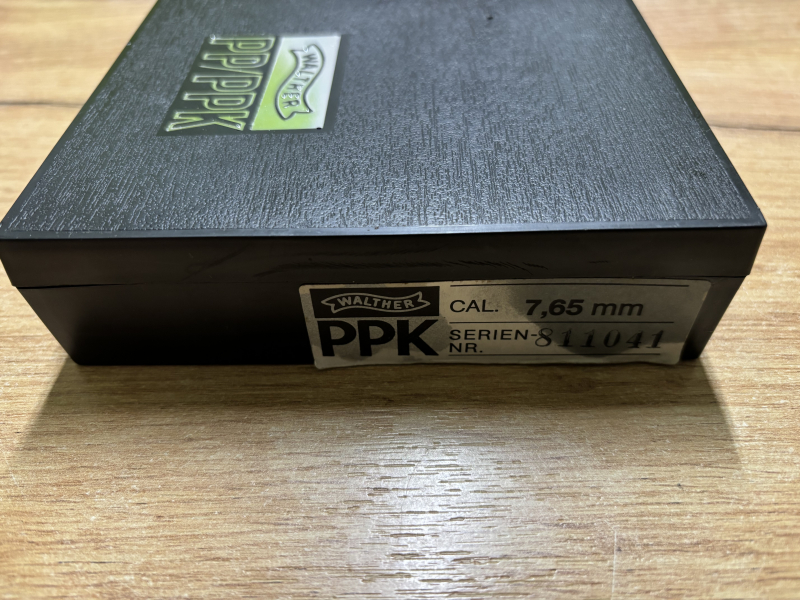 PP/PPK
WALTHER
WALTHER
PPK
CAL. 7,65 mm
SERIEN- 811041
NR.